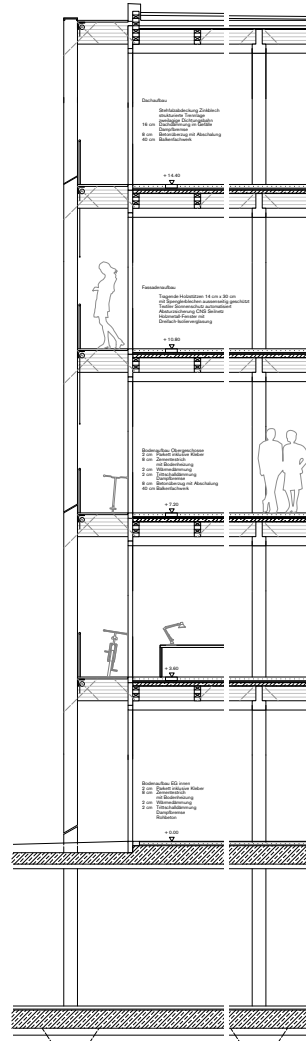 Dachaufbau
Stehfalzabdeckung Zinkblech
strukturierte Trennlage
zweilagige Dichtungsbahn
16 cm Dachdämmung im Gefälle
Dampfbremse
8 cm Betonüberzug mit Abschalung
40 cm Balkenfachwerk
+ 14.40
Fassadenaufbau
Tragende Holzstützen 14 cm x 30 cm
mit Spenglerblechen aussenseitig geschützt
Textiler Sonnenschutz automatisiert
Absturzsicherung CNS Seilnetz
Holzmetall-Fenster mit
Dreifach-Isolierverglasung
+ 10.80
Bodenaufbau Obergeschosse
2 cm Parkett inklusive Kleber
8 cm Zementestrich
mit Bodenheizung
2 cm Wärmedämmung
2 cm Trittschalldämmung
Dampfbremse
8 cm Betonüberzug mit Abschalung
40 cm Balkenfachwerk
+ 7.20
+ 3.60
Bodenaufbau EG innen
2 cm Parkett inklusive Kleber
8 cm Zementestrich
mit Bodenheizung
2 cm Wärmedämmung
2 cm Trittschalldämmung
Dampfbremse
Rohbeton
+ 0.00